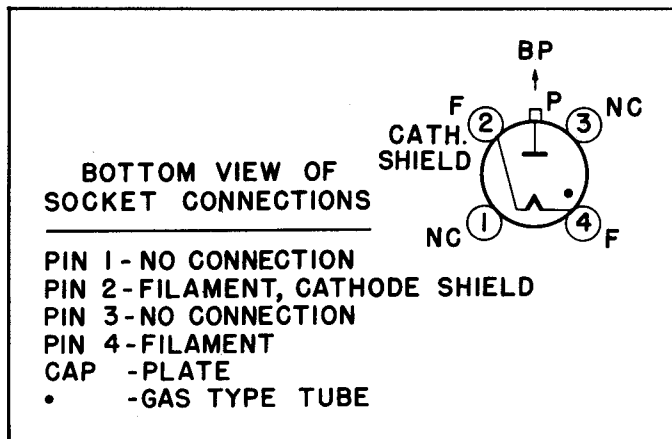 BP
F
P
NC
2
3
CATH.
SHIELD
BOTTOM VIEW OF
SOCKET CONNECTIONS
NC
1
4
F
PIN 1-NO CONNECTION
PIN 2-FILAMENT, CATHODE SHIELD
PIN 3-NO CONNECTION
PIN 4-FILAMENT
CAP -PLATE
• -GAS TYPE TUBE